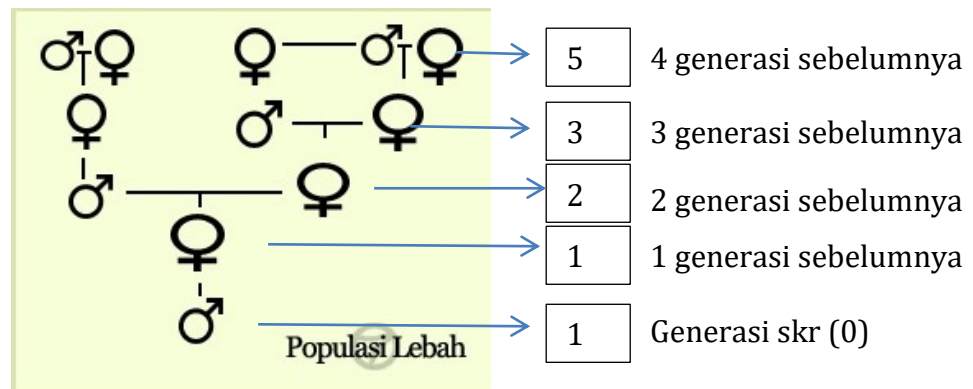 5 4 generasi sebelumnya
3 3 generasi sebelumnya
2 2 generasi sebelumnya
1 1 generasi sebelumnya
1 Generasi skr (0)
Populasi Lebah